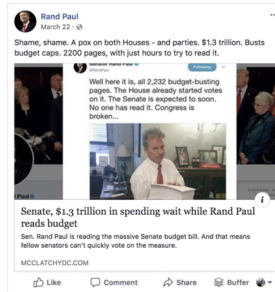 Rand Paul
March 22
Shame, shame. A pox on both Houses - and parties. $1.3 trillion. Busts
budget caps. 2200 pages, with just hours to try to read it.
Senator Rand Paul
Following
Well here it is, all 2,232 budget-busting
pages. The House already started votes
on it. The Senate is expected to soon.
No one has read it. Congress is
broken...
Senate, $1.3 trillion in spending wait while Rand Paul
reads budget
Sen. Rand Paul is reading the massive Senate budget bill. And that means
fellow senators can't quickly vote on the measure.
MCCLATCHYDC.COM
Like Comment Share Buffer